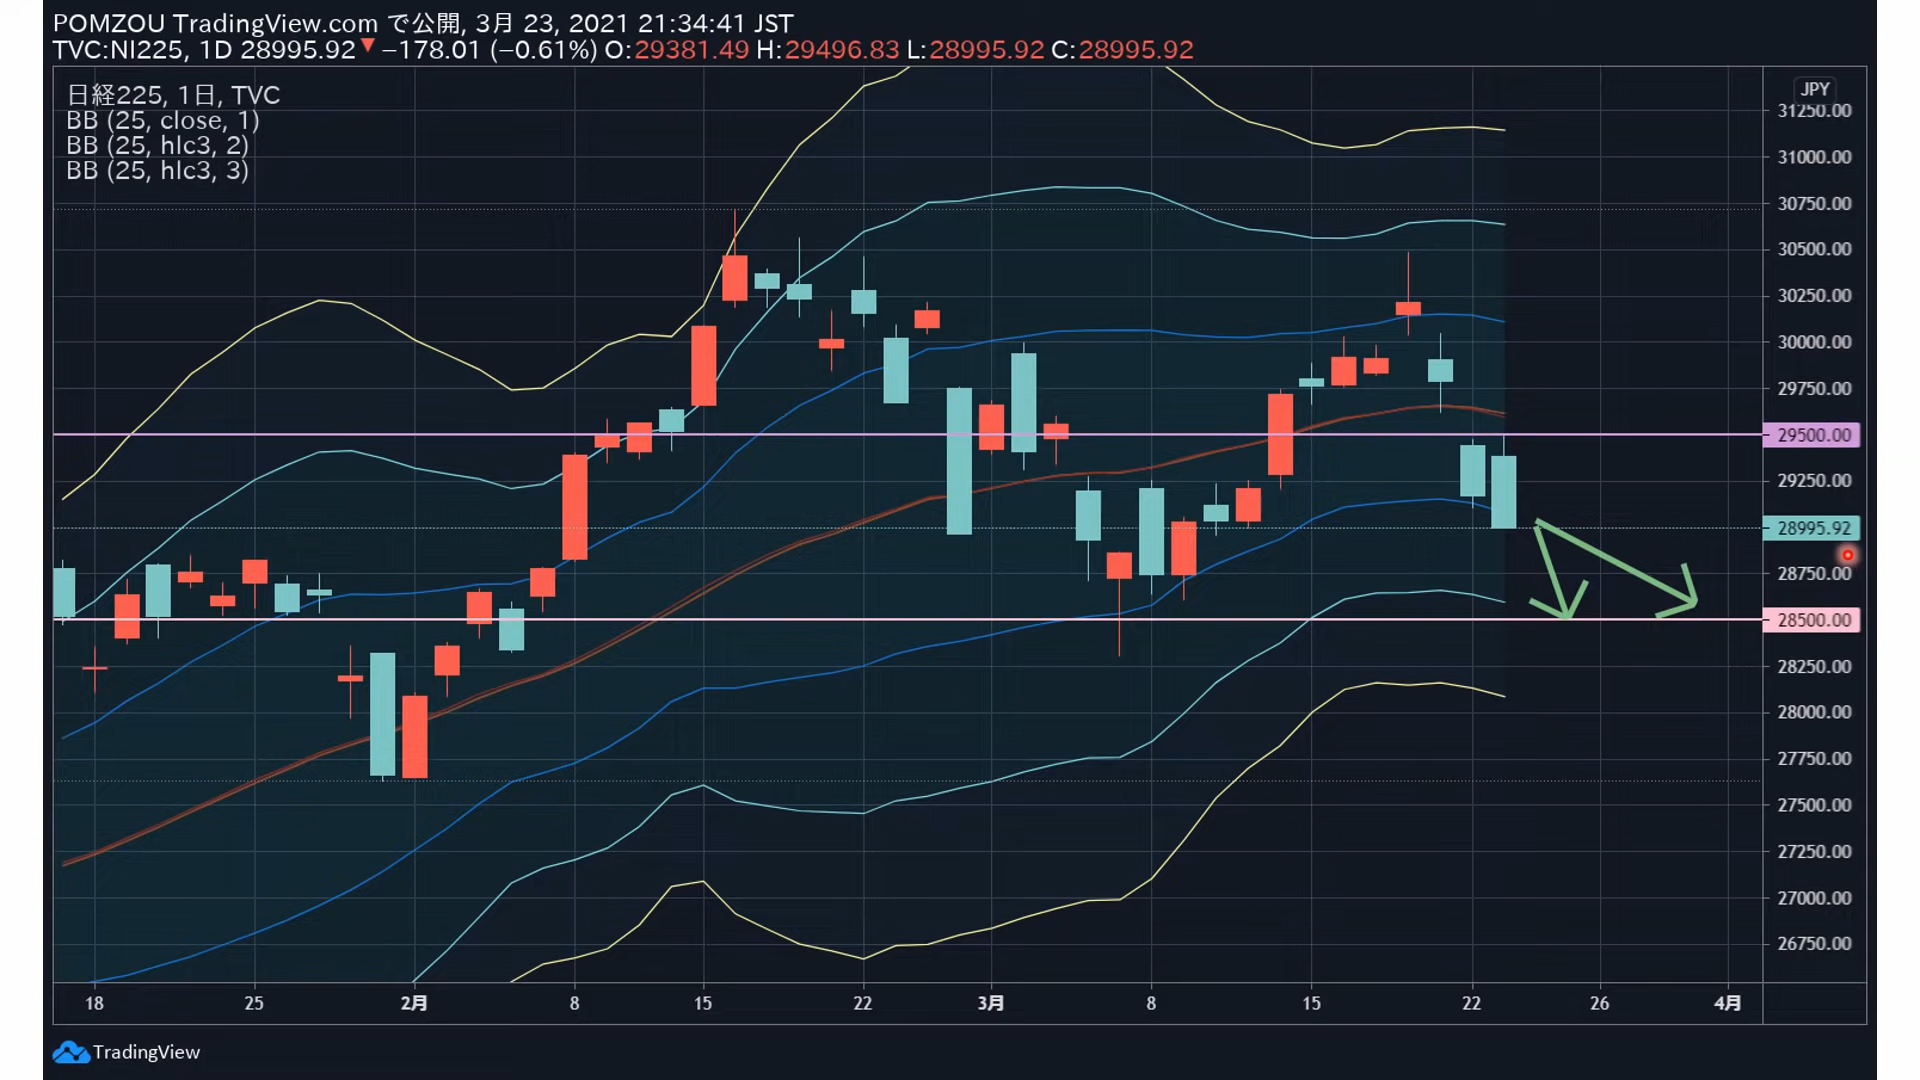 POMZOU TradingView.com で公開, 3月 23, 2021 21:34:41 JST
TVC:NI225, 1D 28995.92▼−178.01 (−0.61%) O:29381.49 H:29496.83 L:28995.92 C:28995.92
日経225, 1日, TVC
BB (25, close, 1)
BB (25, hlc3, 2)
BB (25, hlc3, 3)
JPY
31250.00
31000.00
30750.00
30500.00
30250.00
30000.00
29750.00
29500.00
29250.00
28995.92
28750.00
28500.00
28250.00
28000.00
27750.00
27500.00
27250.00
27000.00
26750.00
18 25 2月 8 15 22 3月 8 15 22 26 4月
TradingView